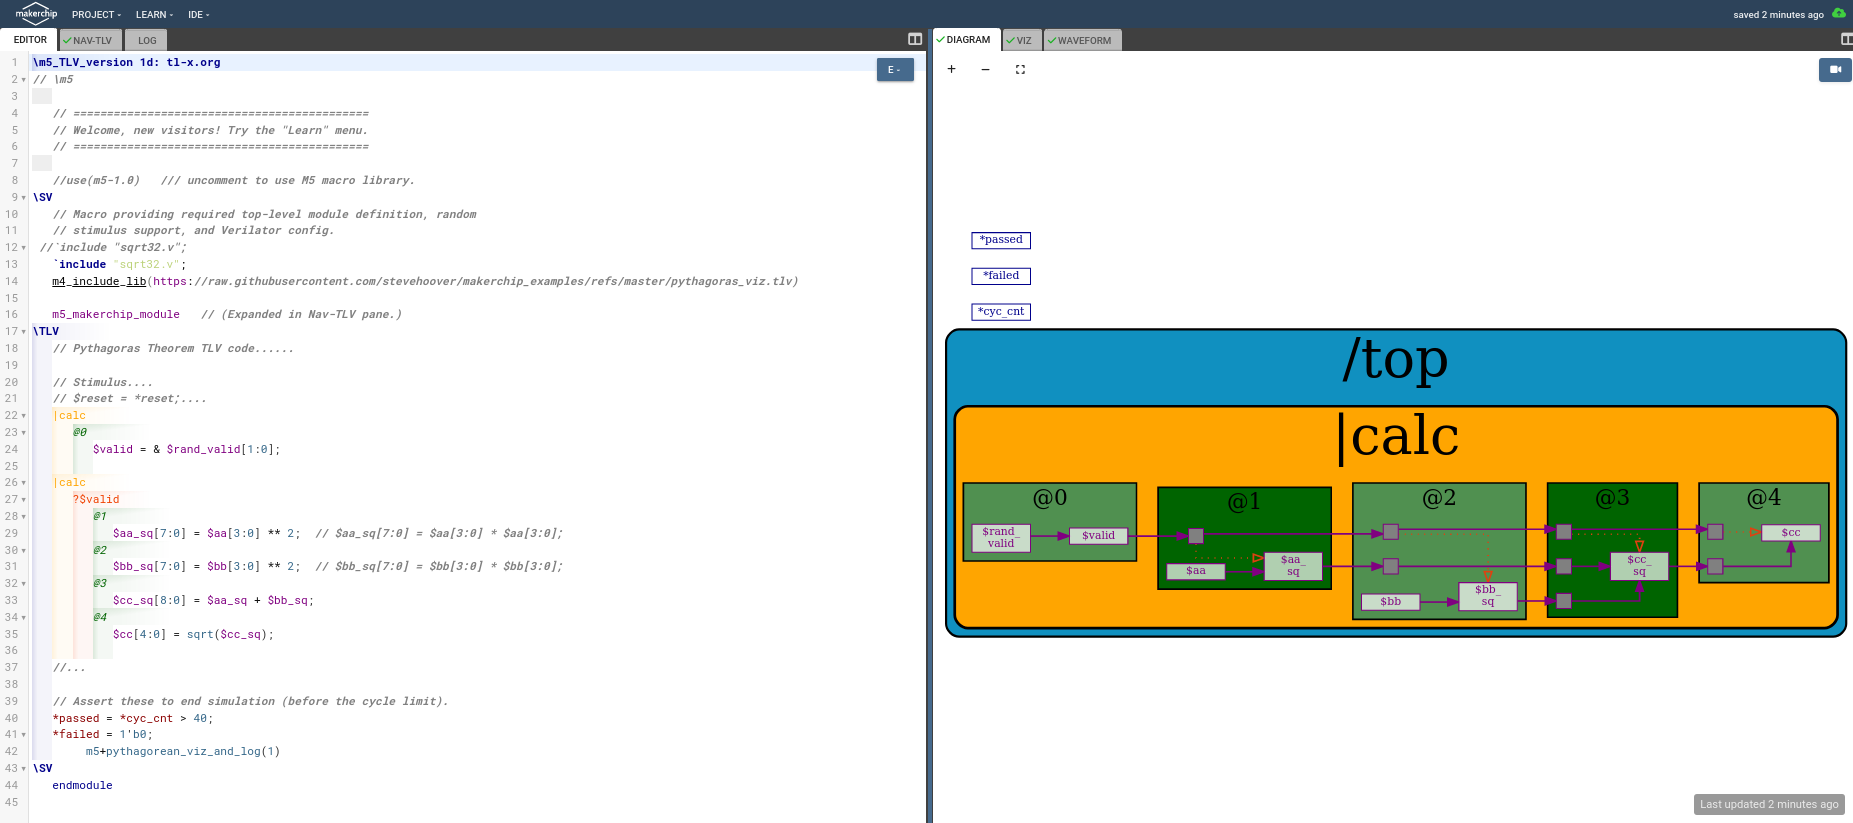 makerchip PROJECT LEARN IDE saved 2 minutes ago
EDITOR NAV-TLV LOG
DIAGRAM VIZ WAVEFORM
1 \m5_TLV_version 1d: tl-x.org
2 // \m5
3
4 // ============================================
5 // Welcome, new visitors! Try the "Learn" menu.
6 // ============================================
7
8 //use(m5-1.0) /// uncomment to use M5 macro library.
9 \SV
10 // Macro providing required top-level module definition, random
11 // stimulus support, and Verilator config.
12 //`include "sqrt32.v";
13 `include "sqrt32.v";
14 m4_include_lib(https://raw.githubusercontent.com/stevehoover/makerchip_examples/refs/master/pythagoras_viz.tlv)
15
16 m5_makerchip_module // (Expanded in Nav-TLV pane.)
17 \TLV
18 // Pythagoras Theorem TLV code......
19
20 // Stimulus....
21 // $reset = *reset;....
22 |calc
23 @0
24 $valid = & $rand_valid[1:0];
25
26 |calc
27 ?$valid
28 @1
29 $aa_sq[7:0] = $aa[3:0] ** 2; // $aa_sq[7:0] = $aa[3:0] * $aa[3:0];
30 @2
31 $bb_sq[7:0] = $bb[3:0] ** 2; // $bb_sq[7:0] = $bb[3:0] * $bb[3:0];
32 @3
33 $cc_sq[8:0] = $aa_sq + $bb_sq;
34 @4
35 $cc[4:0] = sqrt($cc_sq);
36
37 //...
38
39 // Assert these to end simulation (before the cycle limit).
40 *passed = *cyc_cnt > 40;
41 *failed = 1'b0;
42 m5+pythagorean_viz_and_log(1)
43 \SV
44 endmodule
45
E
+ −
*passed
*failed
*cyc_cnt
/top
|calc
@0 @1 @2 @3 @4
$rand_
valid
$valid
$aa
$aa_
sq
$bb
$bb_
sq
$cc_
sq
$cc
Last updated 2 minutes ago